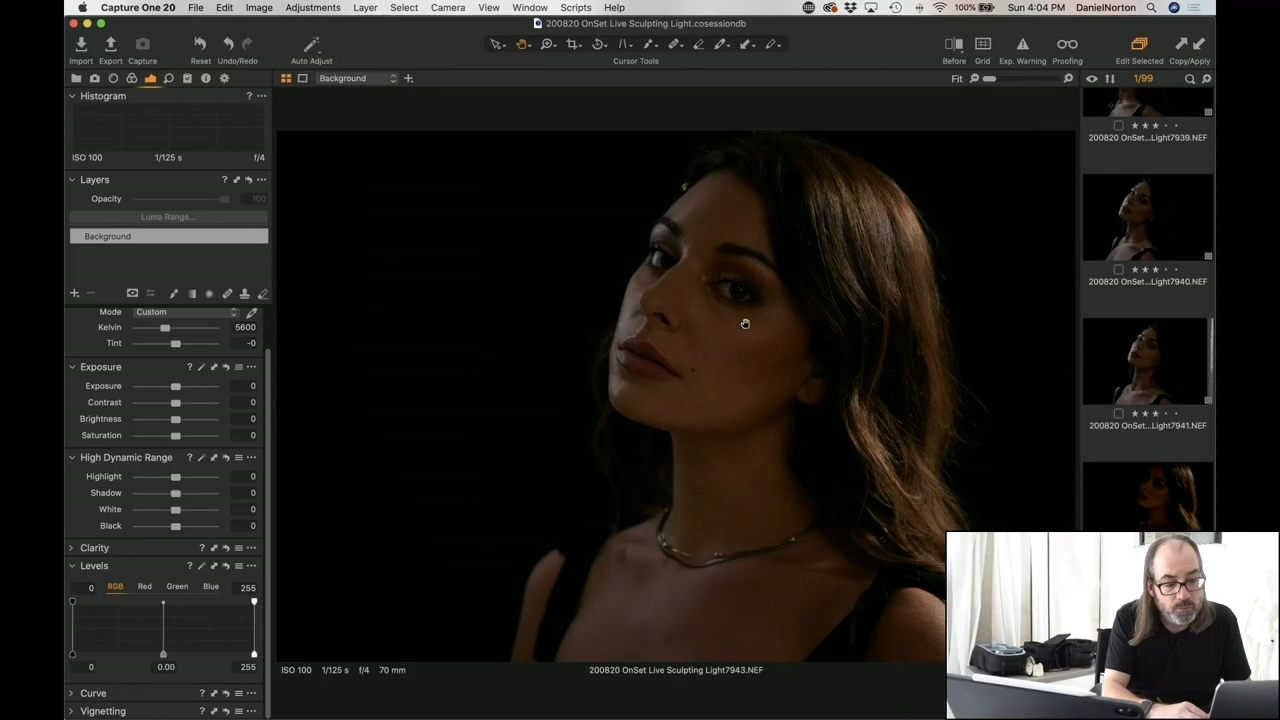 Capture One 20 File Edit Image Adjustments Layer Select Camera View Window Scripts Help 100% Sun 4:04 PM DanielNorton
200820 OnSet Live Sculpting Light.cosessiondb
Import Export Capture Reset Undo/Redo Auto Adjust Cursor Tools Before Grid Exp. Warning Proofing Edit Selected Copy/Apply
Background Fit 1/99
Histogram ?
ISO 100 1/125 s f/4
Layers ?
Opacity 100
Luma Range...
Background
Mode Custom
Kelvin 5600
Tint -0
Exposure ?
Exposure 0
Contrast 0
Brightness 0
Saturation 0
High Dynamic Range ?
Highlight 0
Shadow 0
White 0
Black 0
Clarity ?
Levels ?
0 RGB Red Green Blue 255
0 0.00 255
Curve ?
Vignetting ?
ISO 100 1/125 s f/4 70 mm 200820 OnSet Live Sculpting Light7943.NEF
200820 OnSet...Light7939.NEF
200820 OnSet...Light7940.NEF
200820 OnSet...Light7941.NEF